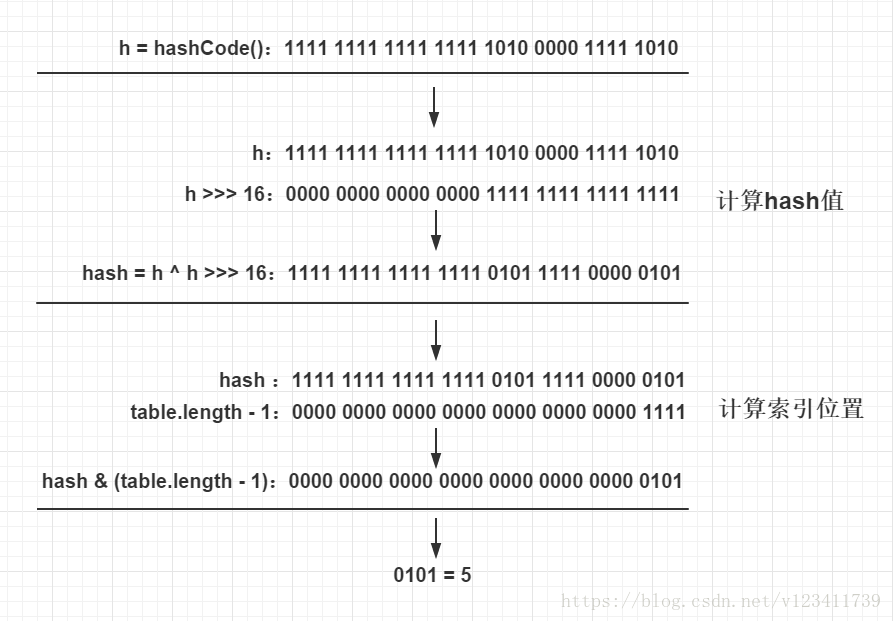 h = hashCode()：1111 1111 1111 1111 1010 0000 1111 1010
h：1111 1111 1111 1111 1010 0000 1111 1010
h >>> 16：0000 0000 0000 0000 1111 1111 1111 1111
计算hash值
hash = h ^ h >>> 16：1111 1111 1111 1111 0101 1111 0000 0101
hash ：1111 1111 1111 1111 0101 1111 0000 0101
table.length - 1：0000 0000 0000 0000 0000 0000 0000 1111
计算索引位置
hash & (table.length - 1)：0000 0000 0000 0000 0000 0000 0000 0101
0101 = 5
https://blog.csdn.net/v123411739